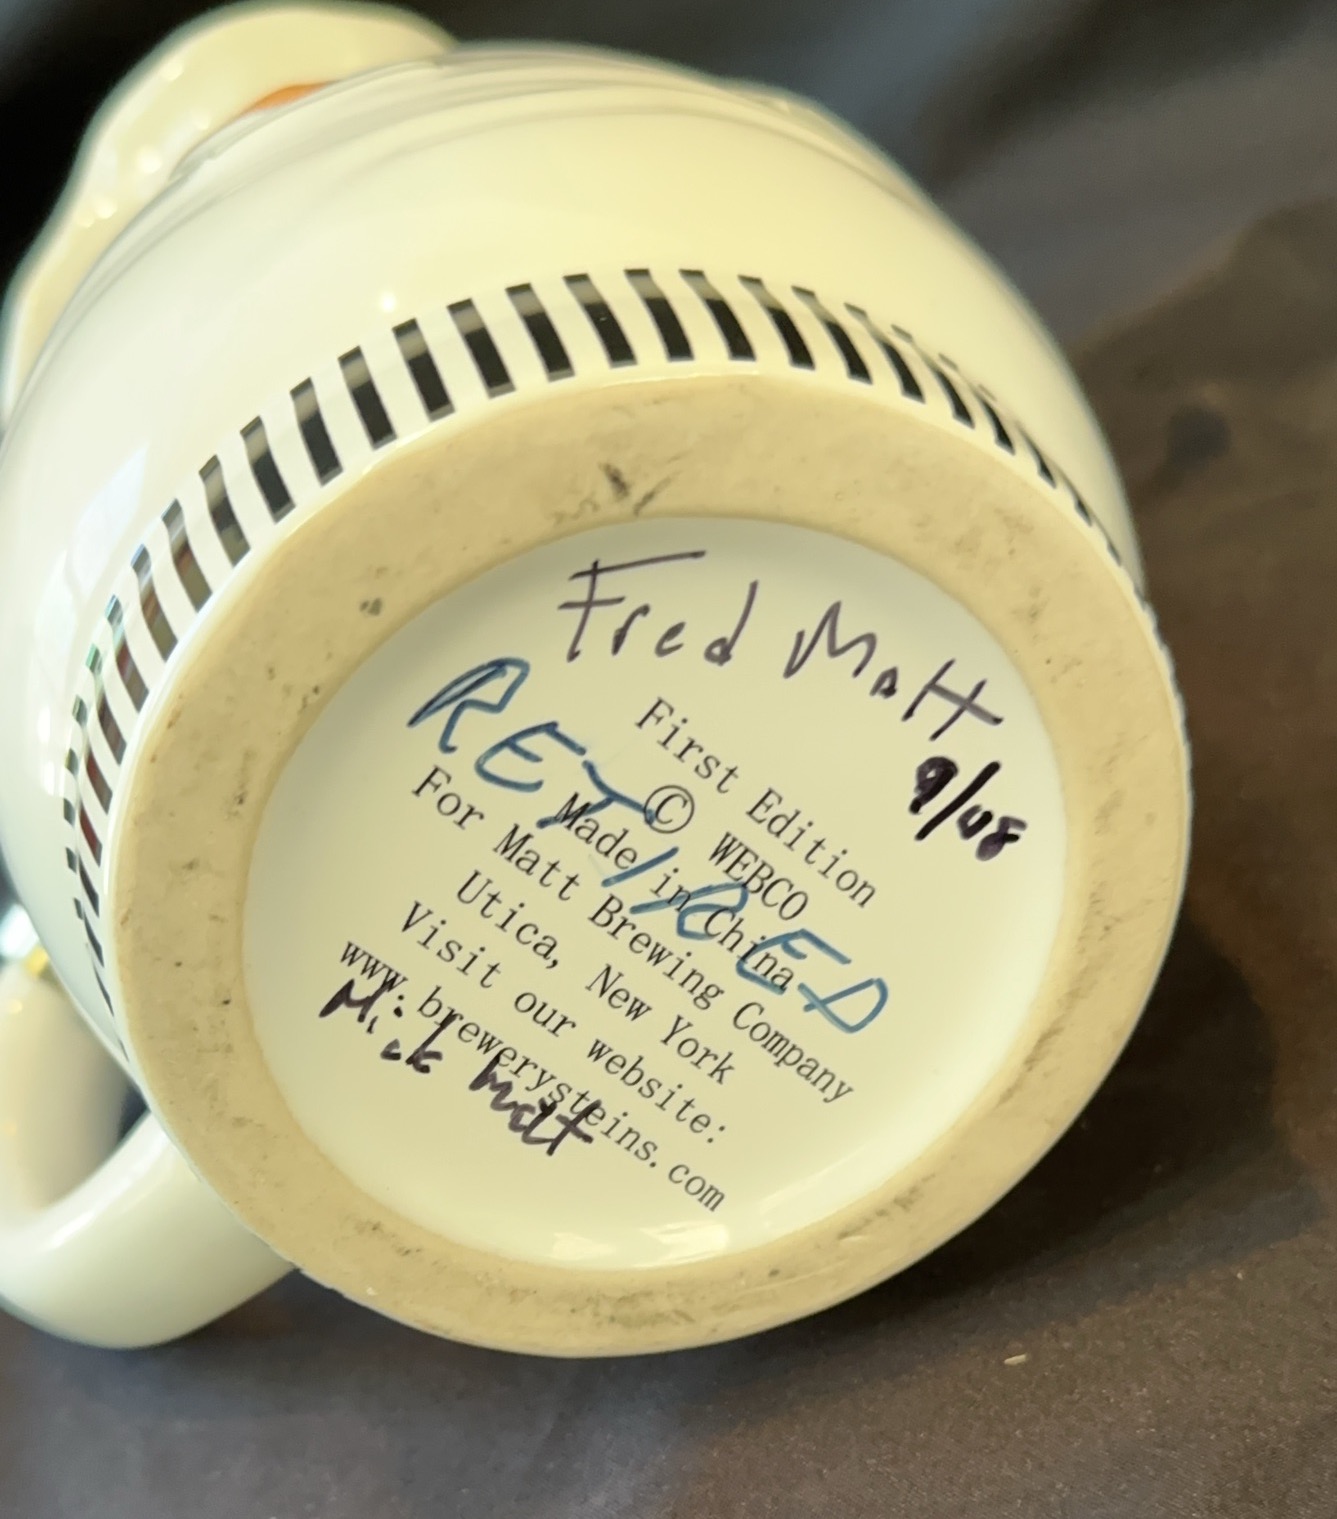 Fred Matt
9/08
RETIRED
First Edition
© WEBCO
Made in China
For Matt Brewing Company
Utica, New York
Visit our website:
www.brewerysteins.com
Nick Matt